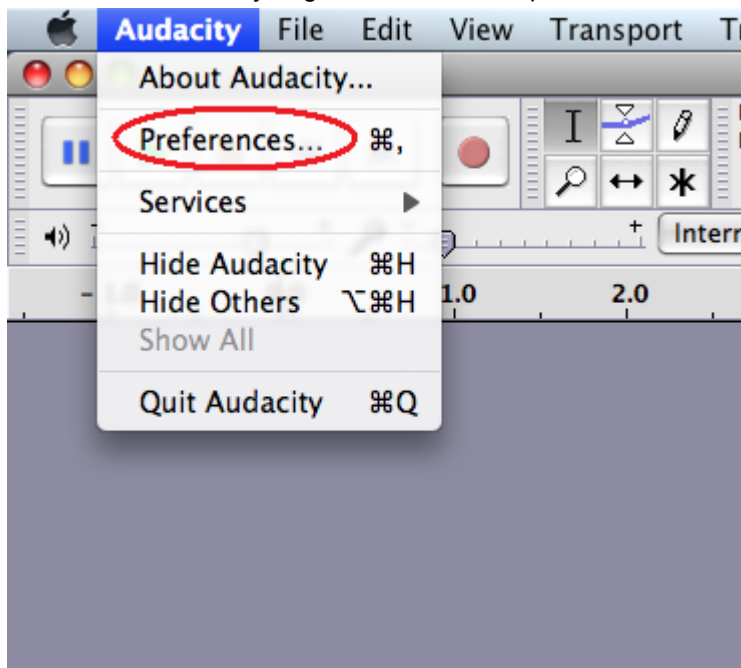 Audacity File Edit View Transport
About Audacity...
Preferences... ⌘,
Services ▶
Hide Audacity ⌘H
Hide Others ⌥⌘H
Show All
Quit Audacity ⌘Q
1.0 2.0